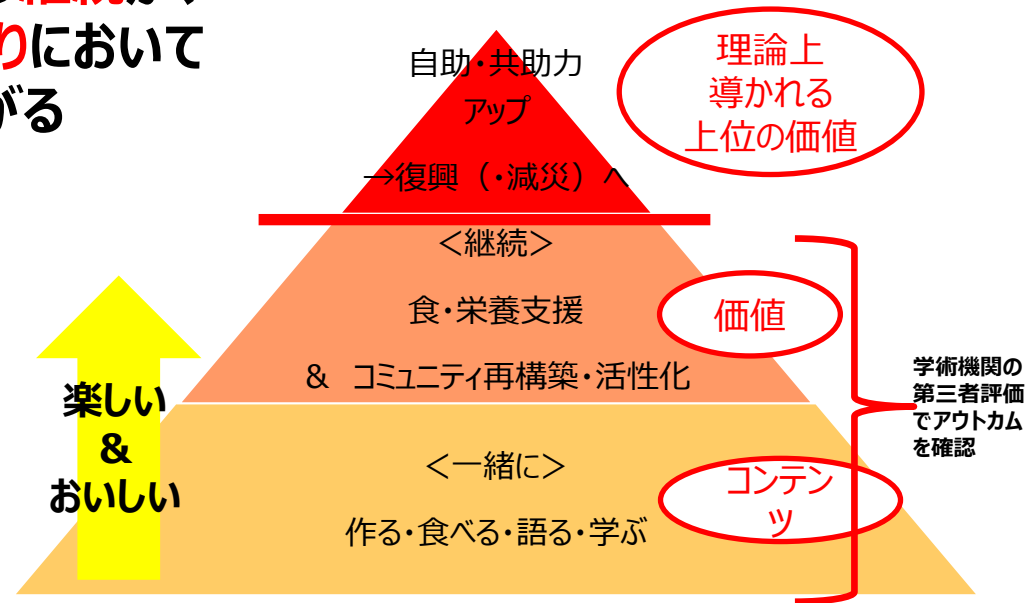 継続が
りにおいて
がる
自助・共助力
アップ
→復興（・減災）へ
理論上
導かれる
上位の価値
＜継続＞
食・栄養支援
& コミュニティ再構築・活性化
価値
楽しい
&
おいしい
学術機関の
第三者評価
でアウトカム
を確認
＜一緒に＞
作る・食べる・語る・学ぶ
コンテン
ツ